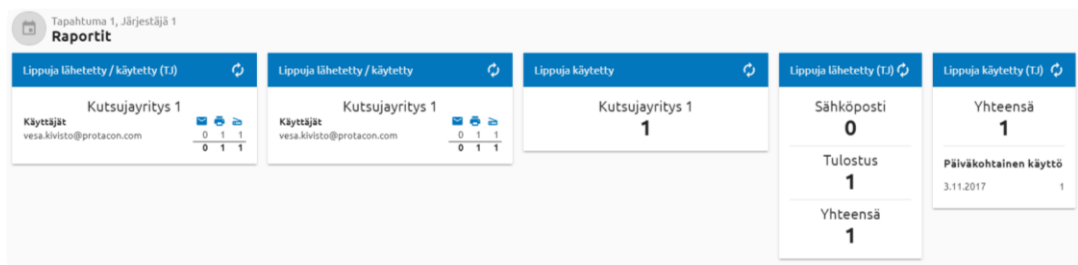 Tapahtuma 1, Järjestäjä 1
Raportit
Lippuja lähetetty / käytetty (TJ)
Kutsujayritys 1
Käyttäjät
vesa.kivisto@protacon.com 0 1 1
0 1 1
Lippuja lähetetty / käytetty
Kutsujayritys 1
Käyttäjät
vesa.kivisto@protacon.com 0 1 1
0 1 1
Lippuja käytetty
Kutsujayritys 1
1
Lippuja lähetetty (TJ)
Sähköposti
0
Tulostus
1
Yhteensä
1
Lippuja käytetty (TJ)
Yhteensä
1
Päiväkohtainen käyttö
3.11.2017 1